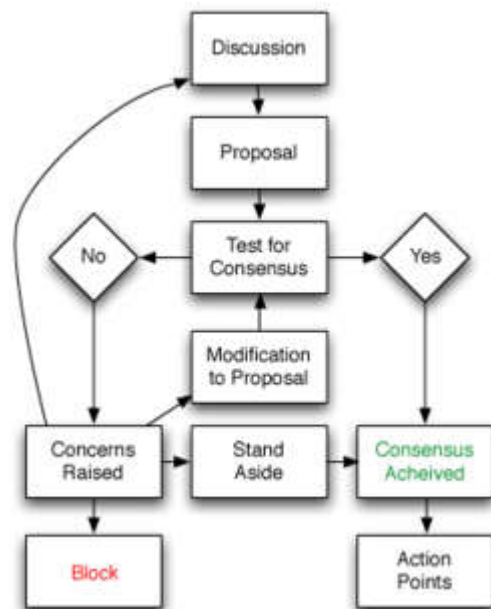 Discussion
Proposal
No
Test for
Consensus
Yes
Modification
to Proposal
Concerns
Raised
Stand
Aside
Consensus
Acheived
Block
Action
Points